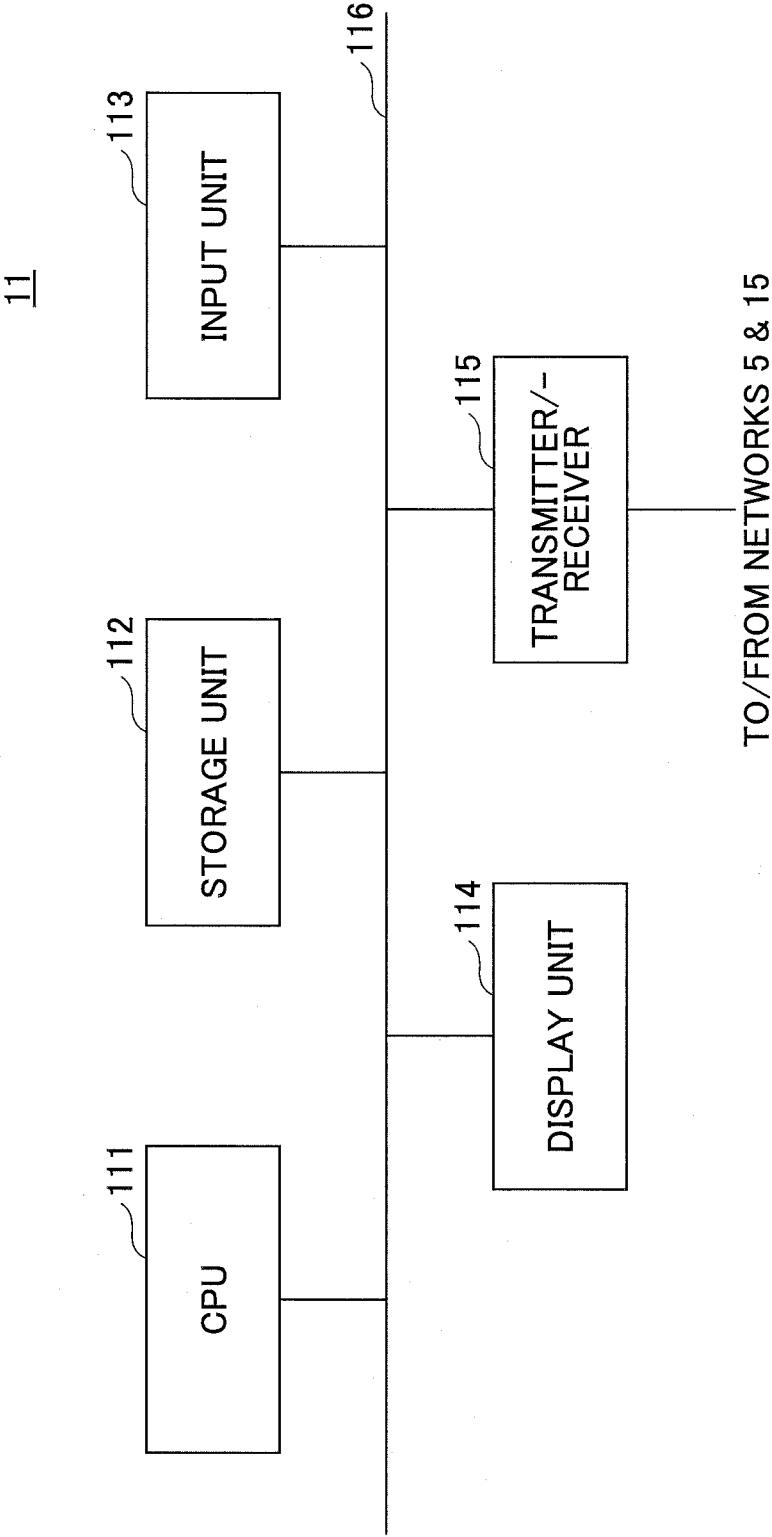 11
111
CPU
112
STORAGE UNIT
113
INPUT UNIT
116
114
DISPLAY UNIT
115
TRANSMITTER/-
RECEIVER
TO/FROM NETWORKS 5 & 15